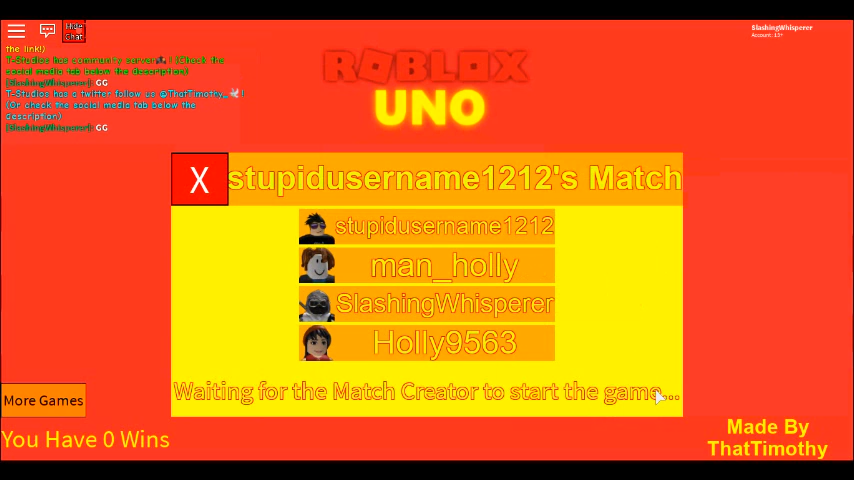 Hide
Chat
SlashingWhisperer
Account: 13+
the link!)
T-Studios has community server! (Check the
social media tab below the description)
[SlashingWhisperer]: GG
T-Studios has a twitter follow us @ThatTimothy_ !
(Or check the social media tab below the
description)
[SlashingWhisperer]: GG
ROBLOX
UNO
X
stupidusername1212's Match
stupidusername1212
man_holly
SlashingWhisperer
Holly9563
Waiting for the Match Creator to start the game...
More Games
You Have 0 Wins
Made By
ThatTimothy